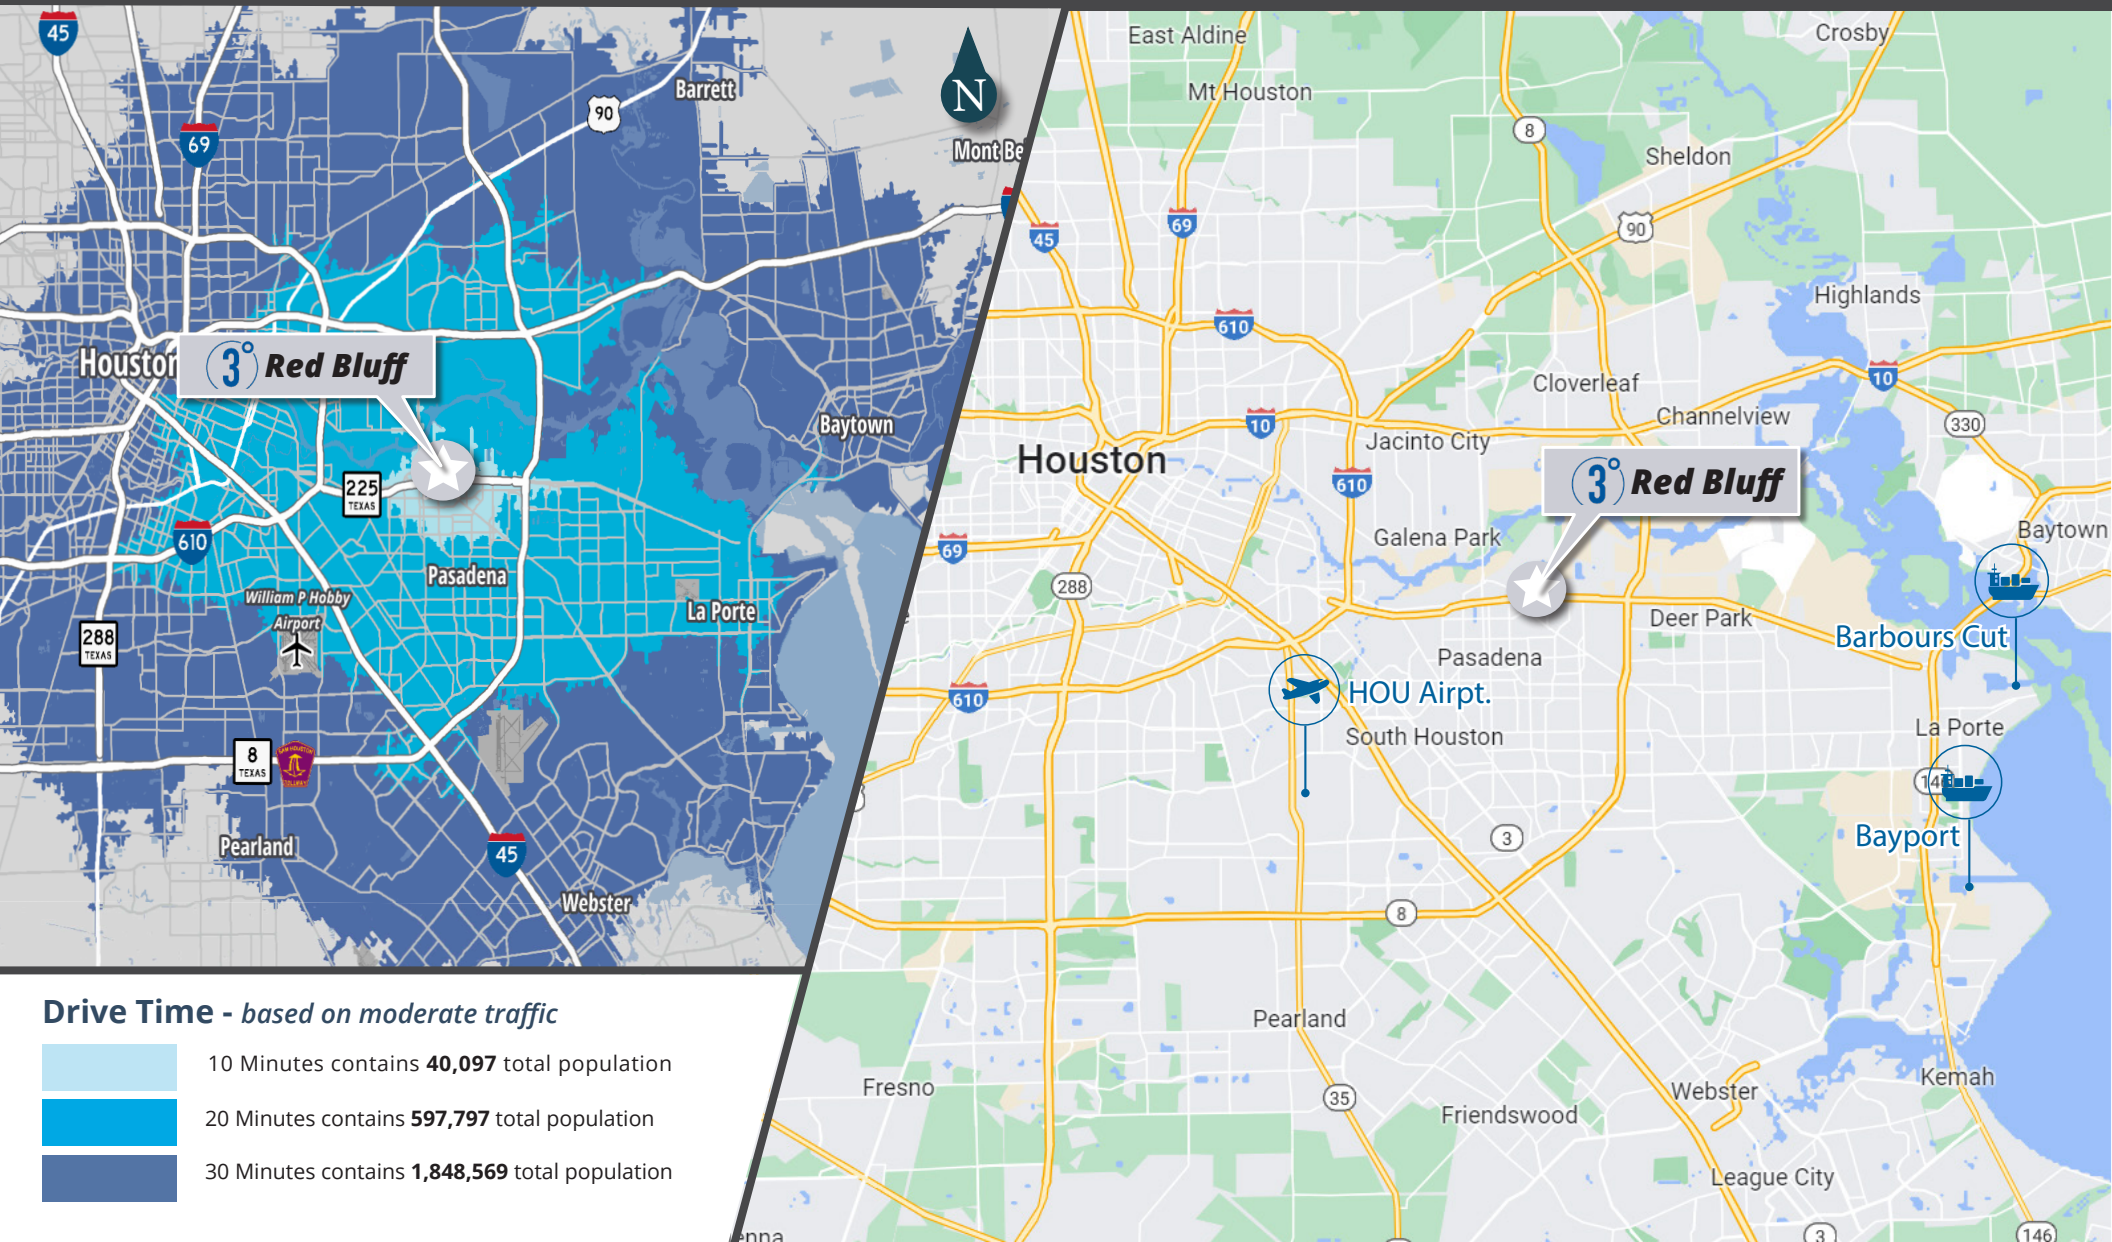 45
69
90
Barrett
N
Mont Be
Houston
3° Red Bluff
Baytown
225
TEXAS
610
Pasadena
William P Hobby
Airport
La Porte
288
TEXAS
8
TEXAS
Pearland
45
Webster
Drive Time - based on moderate traffic
10 Minutes contains 40,097 total population
20 Minutes contains 597,797 total population
30 Minutes contains 1,848,569 total population
East Aldine
Crosby
Mt Houston
8
Sheldon
45
69
90
Highlands
610
10
Cloverleaf
Channelview
330
10
Jacinto City
Houston
610
3° Red Bluff
Galena Park
Baytown
69
288
Deer Park
Barbours Cut
Pasadena
610
HOU Airpt.
South Houston
La Porte
146
Bayport
3
8
Pearland
Fresno
35
Webster
Kemah
Friendswood
League City
3
146